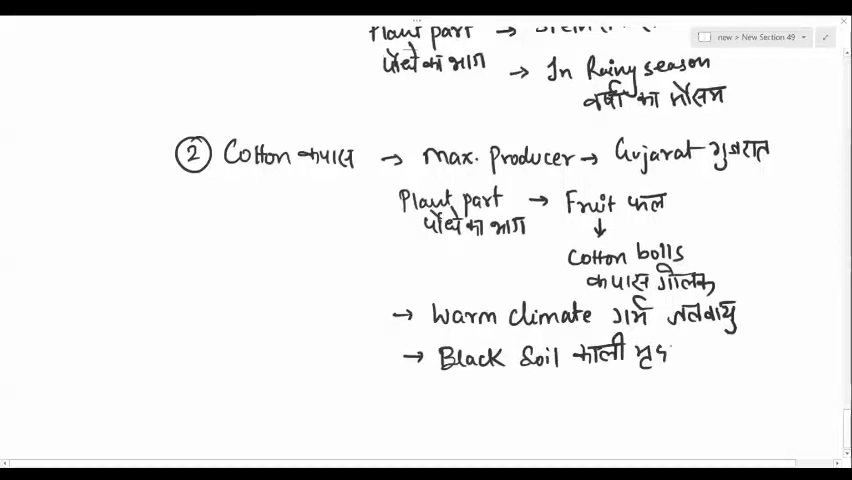 Plant part →
new > New Section 49
पौधे का भाग
→ In Rainy season
वर्षा का मौसम
② Cotton कपास → Max. Producer → Gujarat गुजरात
Plant part → Fruit फल
पौधे का भाग
↓
Cotton bolls
कपास गोलक
→ Warm climate गर्म जलवायु
→ Black Soil काली मृद